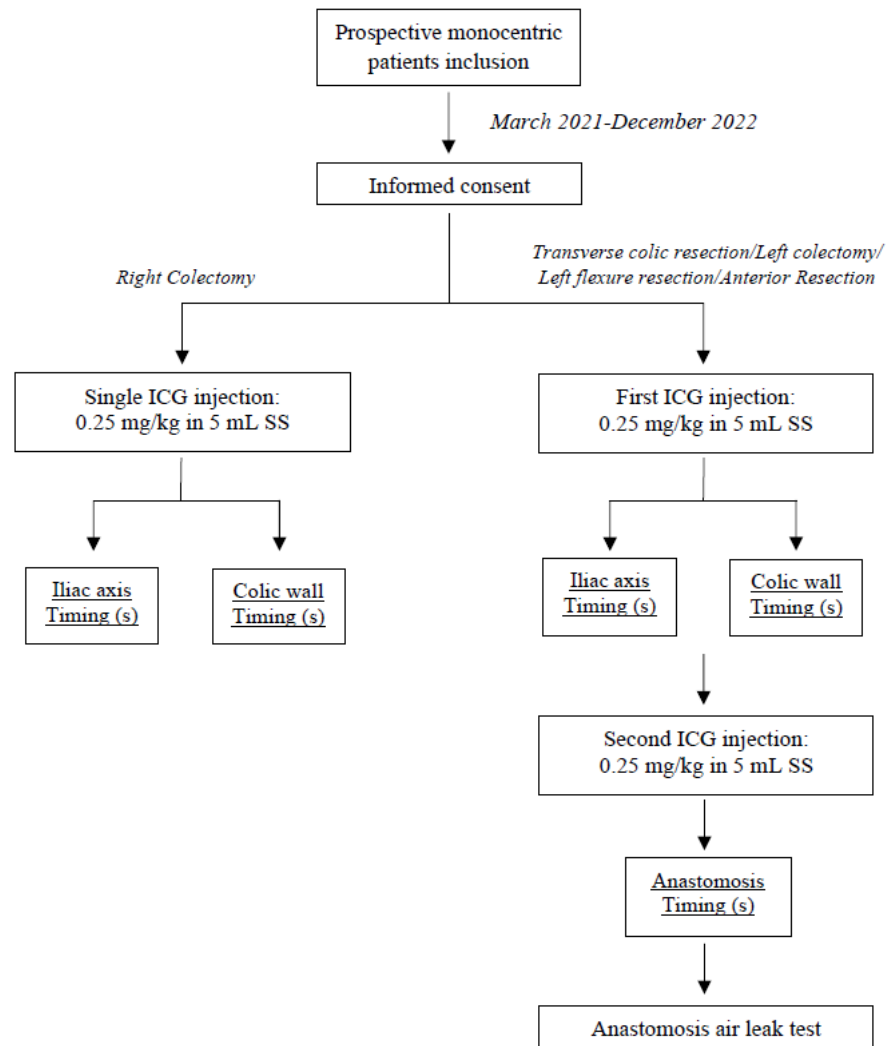 Prospective monocentric
patients inclusion
March 2021-December 2022
Informed consent
Right Colectomy
Transverse colic resection/Left colectomy/
Left flexure resection/Anterior Resection
Single ICG injection:
0.25 mg/kg in 5 mL SS
First ICG injection:
0.25 mg/kg in 5 mL SS
Iliac axis
Timing (s)
Colic wall
Timing (s)
Iliac axis
Timing (s)
Colic wall
Timing (s)
Second ICG injection:
0.25 mg/kg in 5 mL SS
Anastomosis
Timing (s)
Anastomosis air leak test